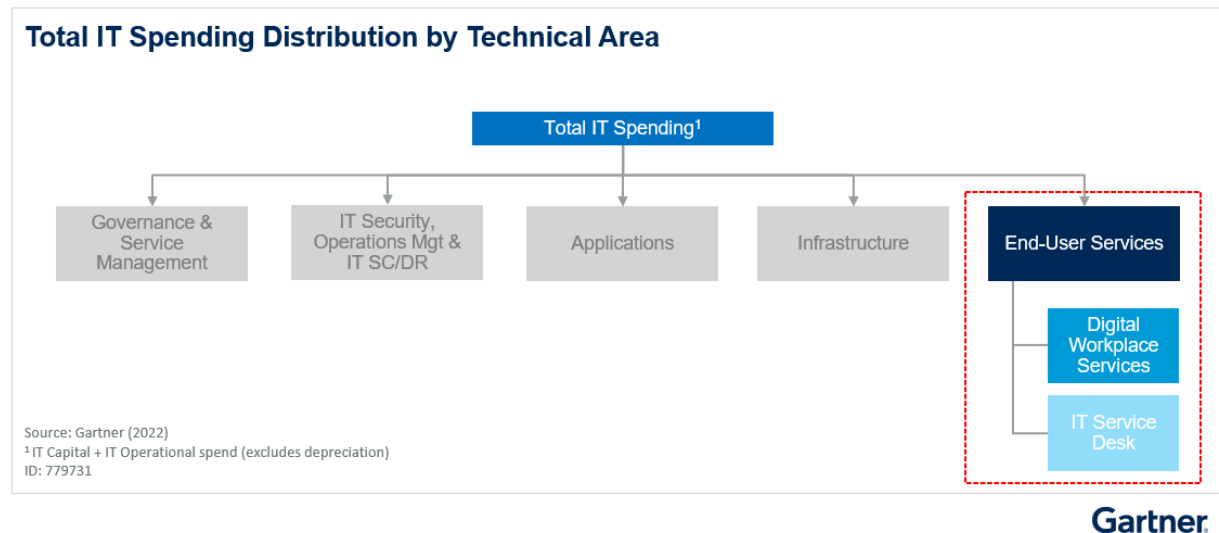 Total IT Spending Distribution by Technical Area
Total IT Spending¹
Governance &
Service
Management
IT Security,
Operations Mgt &
IT SC/DR
Applications
Infrastructure
End-User Services
Digital
Workplace
Services
IT Service
Desk
Source: Gartner (2022)
¹ IT Capital + IT Operational spend (excludes depreciation)
ID: 779731
Gartner®